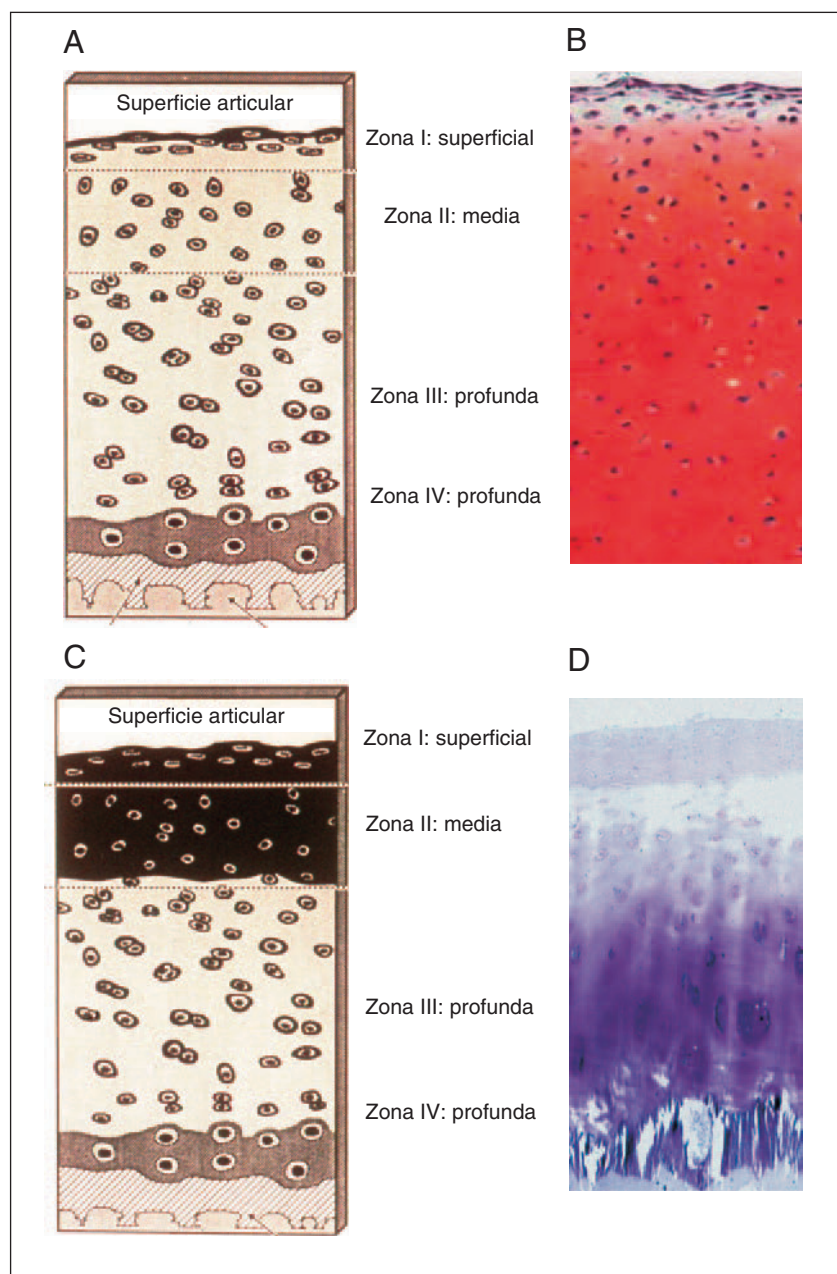 A
Superficie articular
Zona I: superficial
Zona II: media
Zona III: profunda
Zona IV: profunda
B
C
Superficie articular
Zona I: superficial
Zona II: media
Zona III: profunda
Zona IV: profunda
D